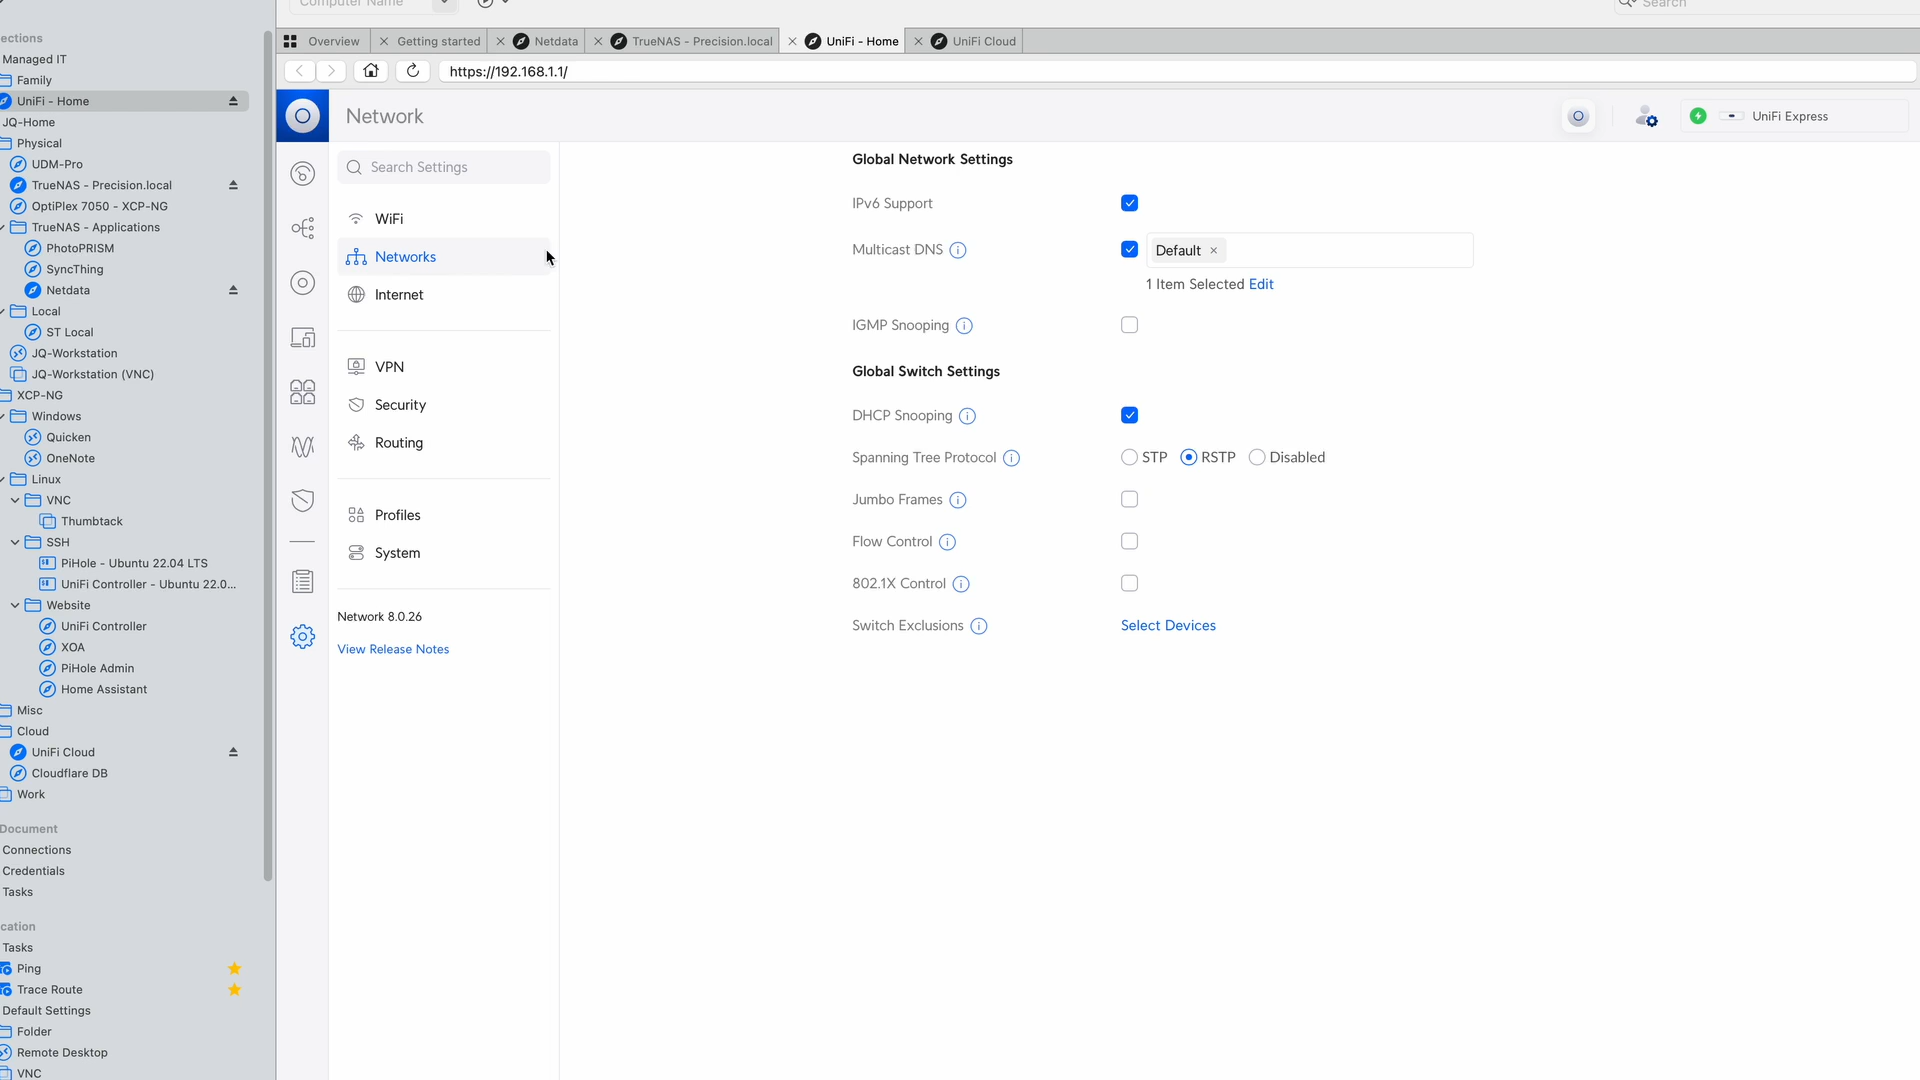 Computer Name
Search
ections
Managed IT
Family
UniFi - Home
JQ-Home
Physical
UDM-Pro
TrueNAS - Precision.local
OptiPlex 7050 - XCP-NG
TrueNAS - Applications
PhotoPRISM
SyncThing
Netdata
Local
ST Local
JQ-Workstation
JQ-Workstation (VNC)
XCP-NG
Windows
Quicken
OneNote
Linux
VNC
Thumbtack
SSH
PiHole - Ubuntu 22.04 LTS
UniFi Controller - Ubuntu 22.0...
Website
UniFi Controller
XOA
PiHole Admin
Home Assistant
Misc
Cloud
UniFi Cloud
Cloudflare DB
Work
Document
Connections
Credentials
Tasks
cation
Tasks
Ping
Trace Route
Default Settings
Folder
Remote Desktop
VNC
Overview
Getting started
Netdata
TrueNAS - Precision.local
UniFi - Home
UniFi Cloud
https://192.168.1.1/
Network
UniFi Express
Search Settings
WiFi
Networks
Internet
VPN
Security
Routing
Profiles
System
Network 8.0.26
View Release Notes
Global Network Settings
IPv6 Support
Multicast DNS
Default ×
1 Item Selected Edit
IGMP Snooping
Global Switch Settings
DHCP Snooping
Spanning Tree Protocol
STP RSTP Disabled
Jumbo Frames
Flow Control
802.1X Control
Switch Exclusions
Select Devices